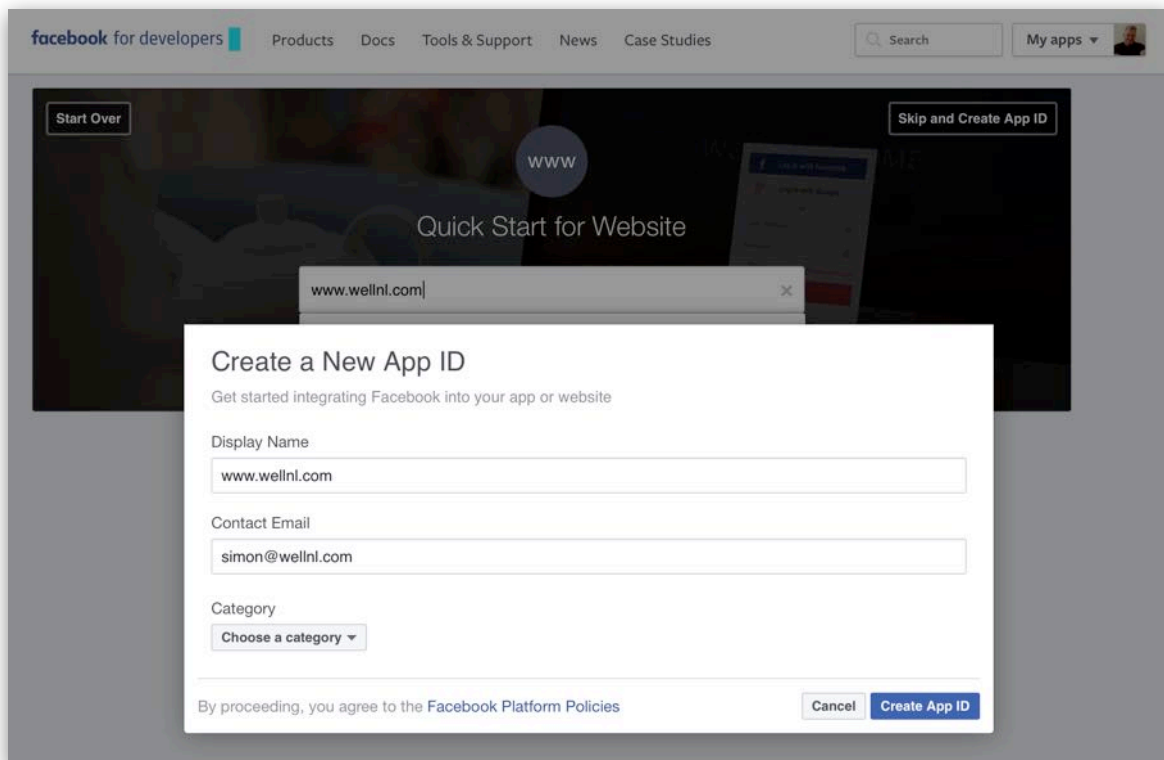 facebook for developers Products Docs Tools & Support News Case Studies Search My apps
Start Over Skip and Create App ID
www
Quick Start for Website
www.wellnl.com
Create a New App ID
Get started integrating Facebook into your app or website
Display Name
www.wellnl.com
Contact Email
simon@wellnl.com
Category
Choose a category
By proceeding, you agree to the Facebook Platform Policies Cancel Create App ID